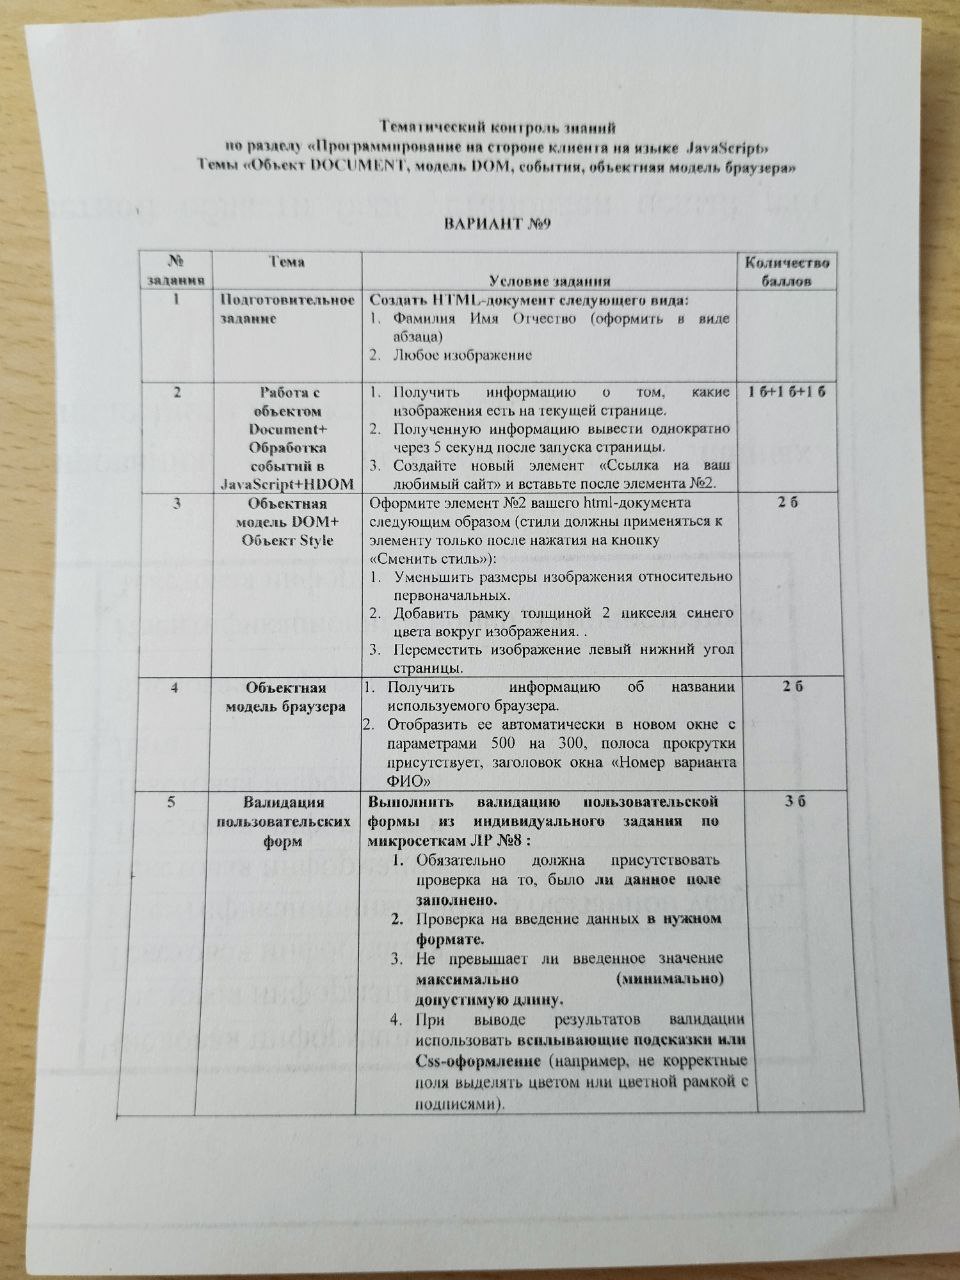 Тематический контроль знаний
по разделу «Программирование на стороне клиента на языке JavaScript»
Темы «Объект DOCUMENT, модель DOM, события, объектная модель браузера»
ВАРИАНТ №9
№ задания
Тема
Условие задания
Количество баллов
1
Подготовительное
задание
Создать HTML-документ следующего вида:
1. Фамилия Имя Отчество (оформить в виде
абзаца)
2. Любое изображение
2
Работа с
объектом
Document+
Обработка
событий в
JavaScript+HDOM
1. Получить информацию о том, какие
изображения есть на текущей странице.
2. Полученную информацию вывести однократно
через 5 секунд после запуска страницы.
3. Создайте новый элемент «Ссылка на ваш
любимый сайт» и вставьте после элемента №2.
1 б+1 б+1 б
3
Объектная
модель DOM+
Объект Style
Оформите элемент №2 вашего html-документа
следующим образом (стили должны применяться к
элементу только после нажатия на кнопку
«Сменить стиль»):
1. Уменьшить размеры изображения относительно
первоначальных.
2. Добавить рамку толщиной 2 пикселя синего
цвета вокруг изображения. .
3. Переместить изображение левый нижний угол
страницы.
2 б
4
Объектная
модель браузера
1. Получить информацию об названии
используемого браузера.
2. Отобразить ее автоматически в новом окне с
параметрами 500 на 300, полоса прокрутки
присутствует, заголовок окна «Номер варианта
ФИО»
2 б
5
Валидация
пользовательских
форм
Выполнить валидацию пользовательской
формы из индивидуального задания по
микросеткам ЛР №8 :
1. Обязательно должна присутствовать
проверка на то, было ли данное поле
заполнено.
2. Проверка на введение данных в нужном
формате.
3. Не превышает ли введенное значение
максимально (минимально)
допустимую длину.
4. При выводе результатов валидации
использовать всплывающие подсказки или
Css-оформление (например, не корректные
поля выделять цветом или цветной рамкой с
подписями).
3 б